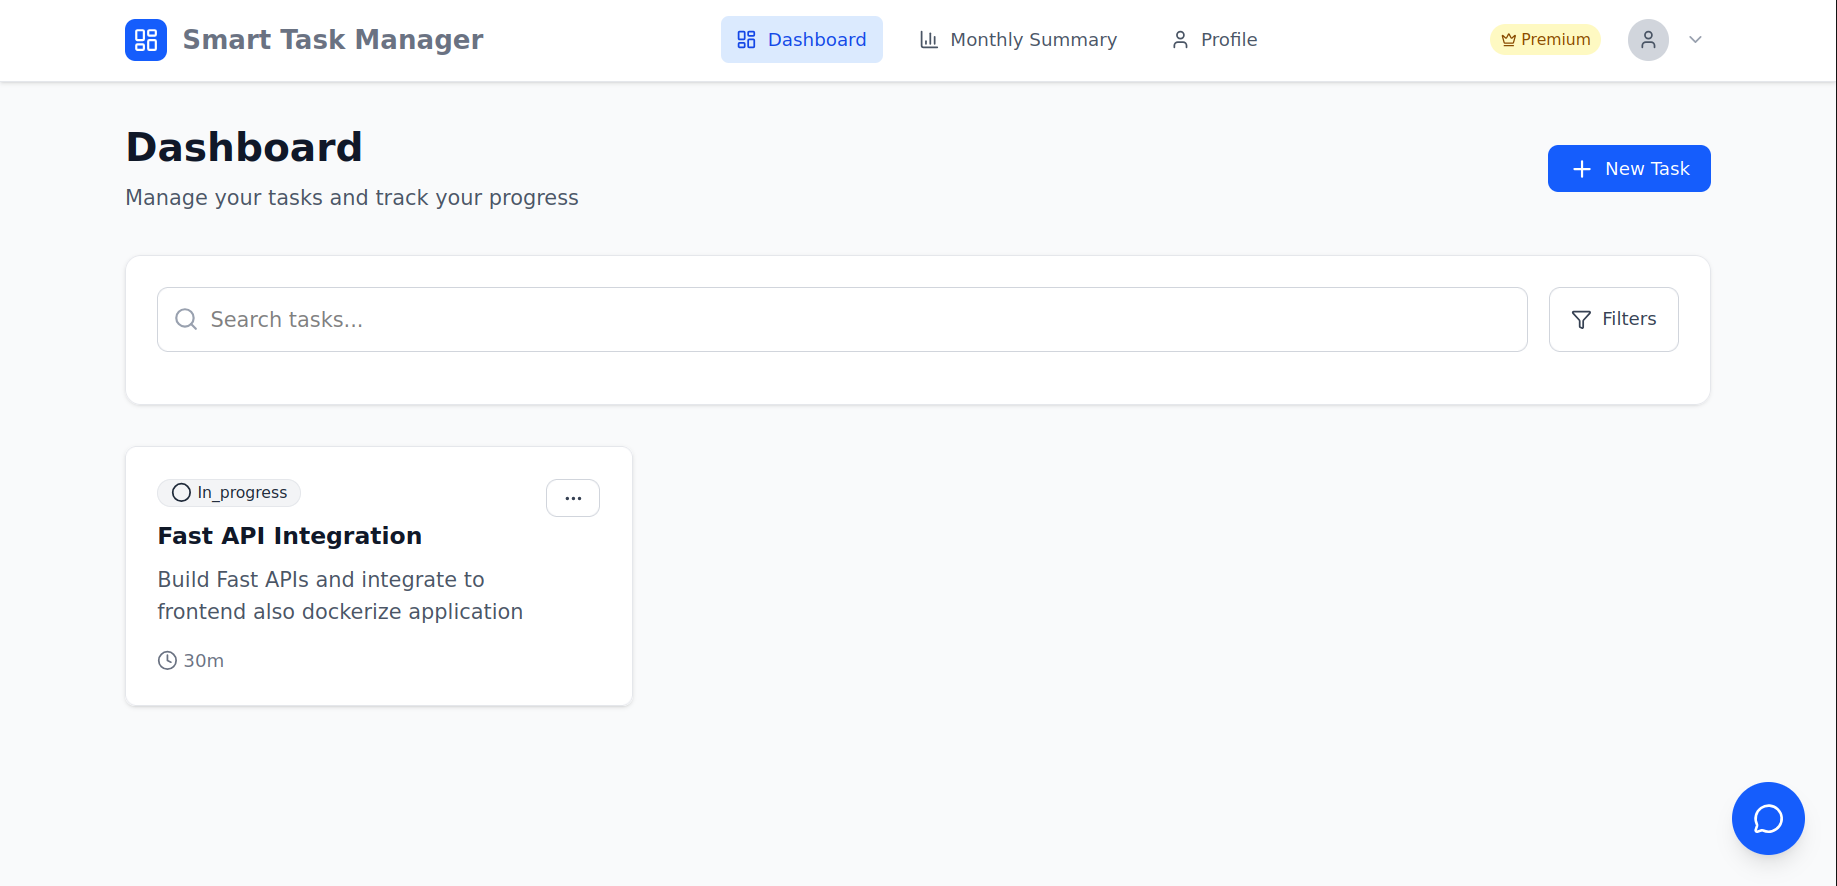 Smart Task Manager
Dashboard
Monthly Summary
Profile
Premium
Dashboard
Manage your tasks and track your progress
New Task
Search tasks...
Filters
In_progress
Fast API Integration
Build Fast APIs and integrate to
frontend also dockerize application
30m